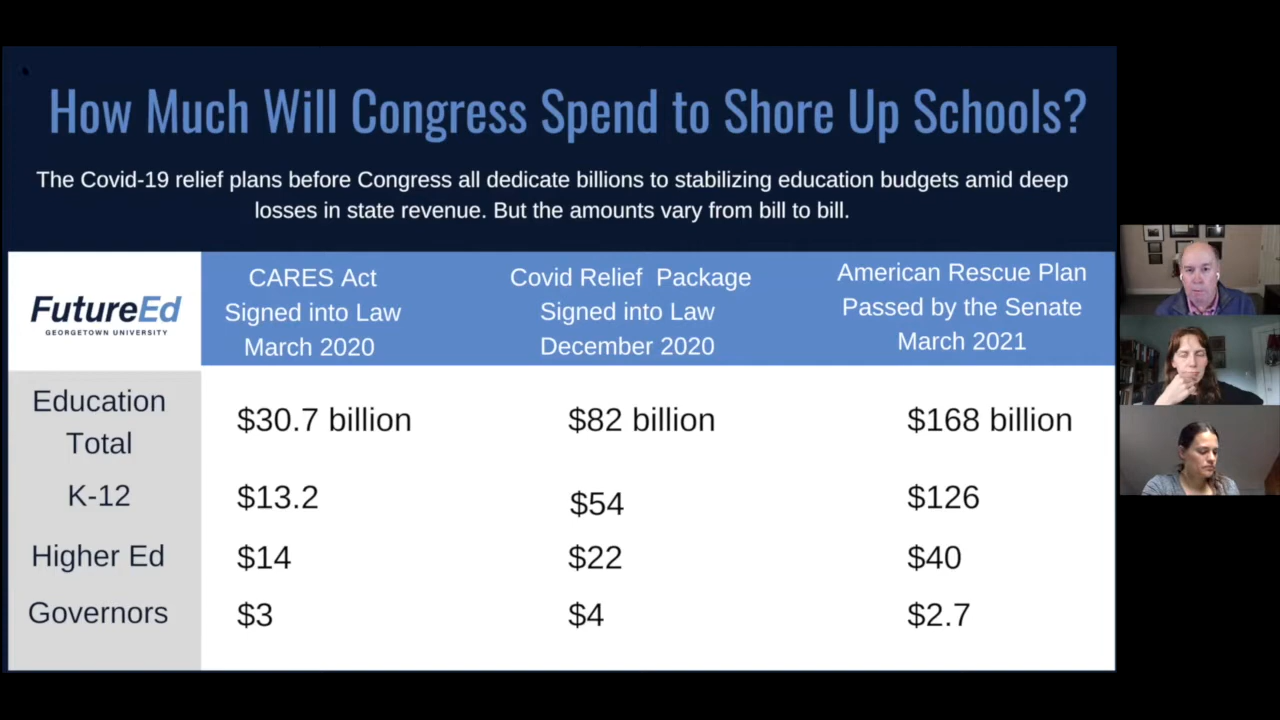 How Much Will Congress Spend to Shore Up Schools?
The Covid-19 relief plans before Congress all dedicate billions to stabilizing education budgets amid deep
losses in state revenue. But the amounts vary from bill to bill.
FutureEd
GEORGETOWN UNIVERSITY
CARES Act
Signed into Law
March 2020
Covid Relief Package
Signed into Law
December 2020
American Rescue Plan
Passed by the Senate
March 2021
Education
Total
$30.7 billion
$82 billion
$168 billion
K-12
$13.2
$54
$126
Higher Ed
$14
$22
$40
Governors
$3
$4
$2.7